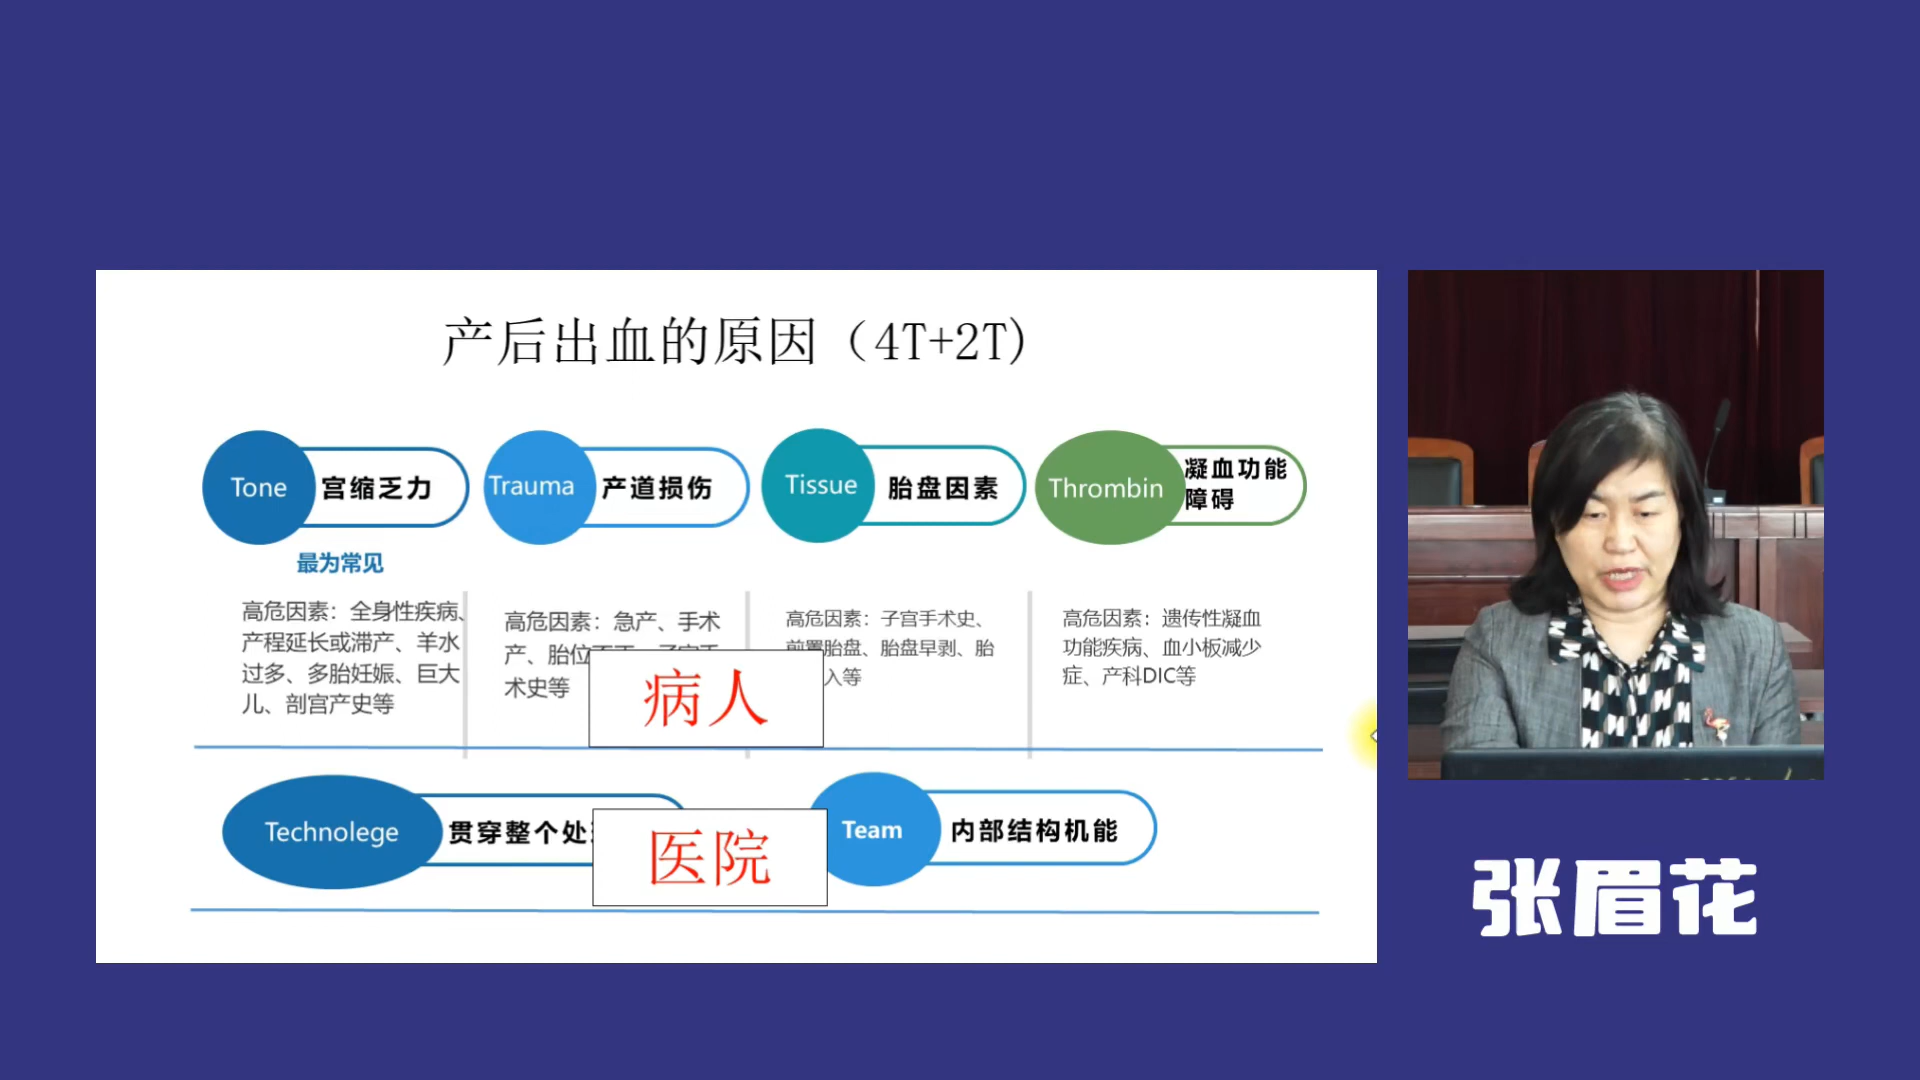 产后出血的原因（4T+2T)
Tone
宫缩乏力
Trauma
产道损伤
Tissue
胎盘因素
Thrombin
凝血功能
障碍
最为常见
高危因素：全身性疾病、
产程延长或滞产、羊水
过多、多胎妊娠、巨大
儿、剖宫产史等
高危因素：急产、手术
产、胎位
术史等
高危因素：子宫手术史、
前置胎盘、胎盘早剥、胎
入等
高危因素：遗传性凝血
功能疾病、血小板减少
症、产科DIC等
病人
Technolege
贯穿整个处
医院
Team
内部结构机能
张眉花